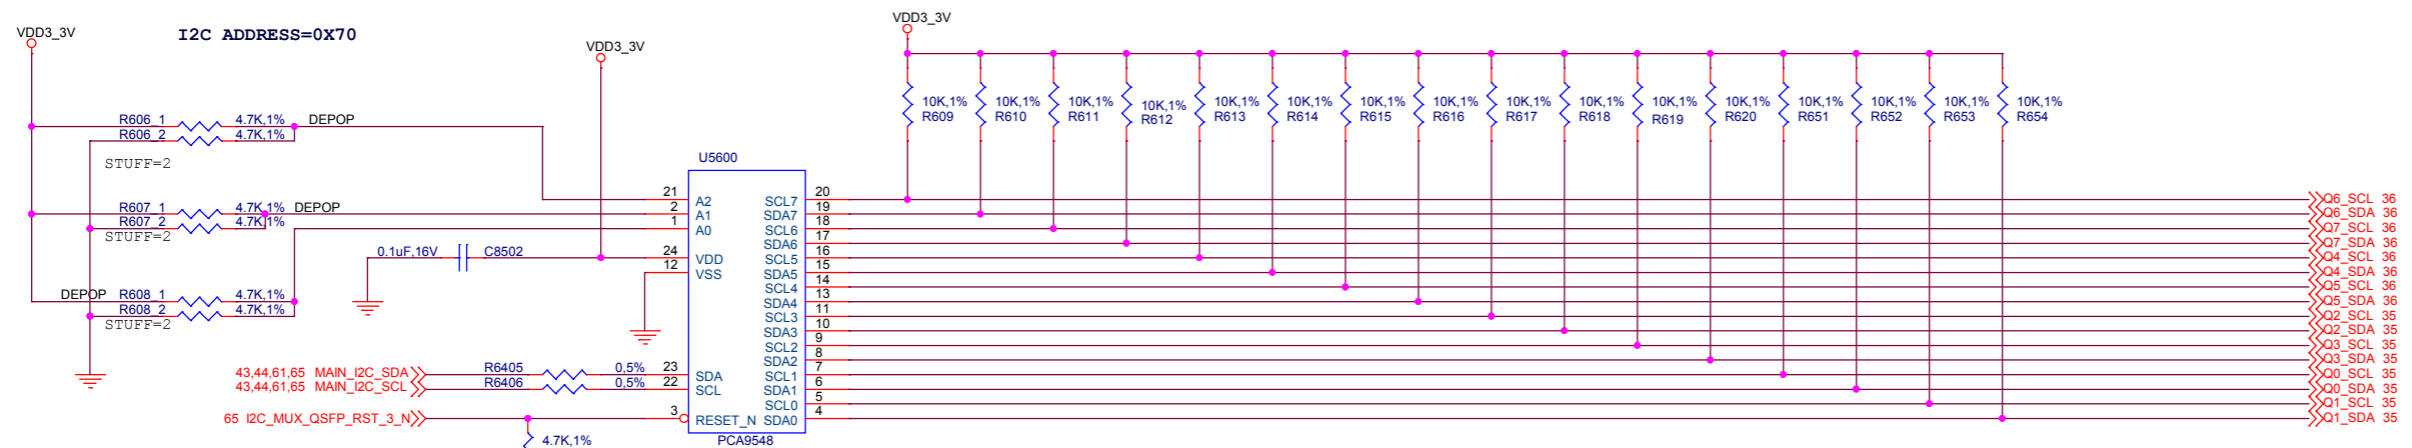 I2C ADDRESS=0X70
VDD3_3V
VDD3_3V
VDD3_3V
R606_1 4.7K,1% DEPOP
R606_2 4.7K,1%
STUFF=2
R607_1 4.7K,1% DEPOP
R607_2 4.7K,1%
STUFF=2
DEPOP R608_1 4.7K,1%
R608_2 4.7K,1%
STUFF=2
0.1uF,16V C8502
43,44,61,65 MAIN_I2C_SDA R6405 0,5%
43,44,61,65 MAIN_I2C_SCL R6406 0,5%
65 I2C_MUX_QSFP_RST_3_N
4.7K,1%
10K,1% R609
10K,1% R610
10K,1% R611
10K,1% R612
10K,1% R613
10K,1% R614
10K,1% R615
10K,1% R616
10K,1% R617
10K,1% R618
10K,1% R619
10K,1% R620
10K,1% R651
10K,1% R652
10K,1% R653
10K,1% R654
U5600
21 A2
2 A1
1 A0
24 VDD
12 VSS
23 SDA
22 SCL
3 RESET_N
SCL7 20
SDA7 19
SCL6 18
SDA6 17
SCL5 16
SDA5 15
SCL4 14
SDA4 13
SCL3 11
SDA3 10
SCL2 9
SDA2 8
SCL1 7
SDA1 6
SCL0 5
SDA0 4
PCA9548
Q6_SCL 36
Q6_SDA 36
Q7_SCL 36
Q7_SDA 36
Q4_SCL 36
Q4_SDA 36
Q5_SCL 36
Q5_SDA 36
Q2_SCL 35
Q2_SDA 35
Q3_SCL 35
Q3_SDA 35
Q0_SCL 35
Q0_SDA 35
Q1_SCL 35
Q1_SDA 35